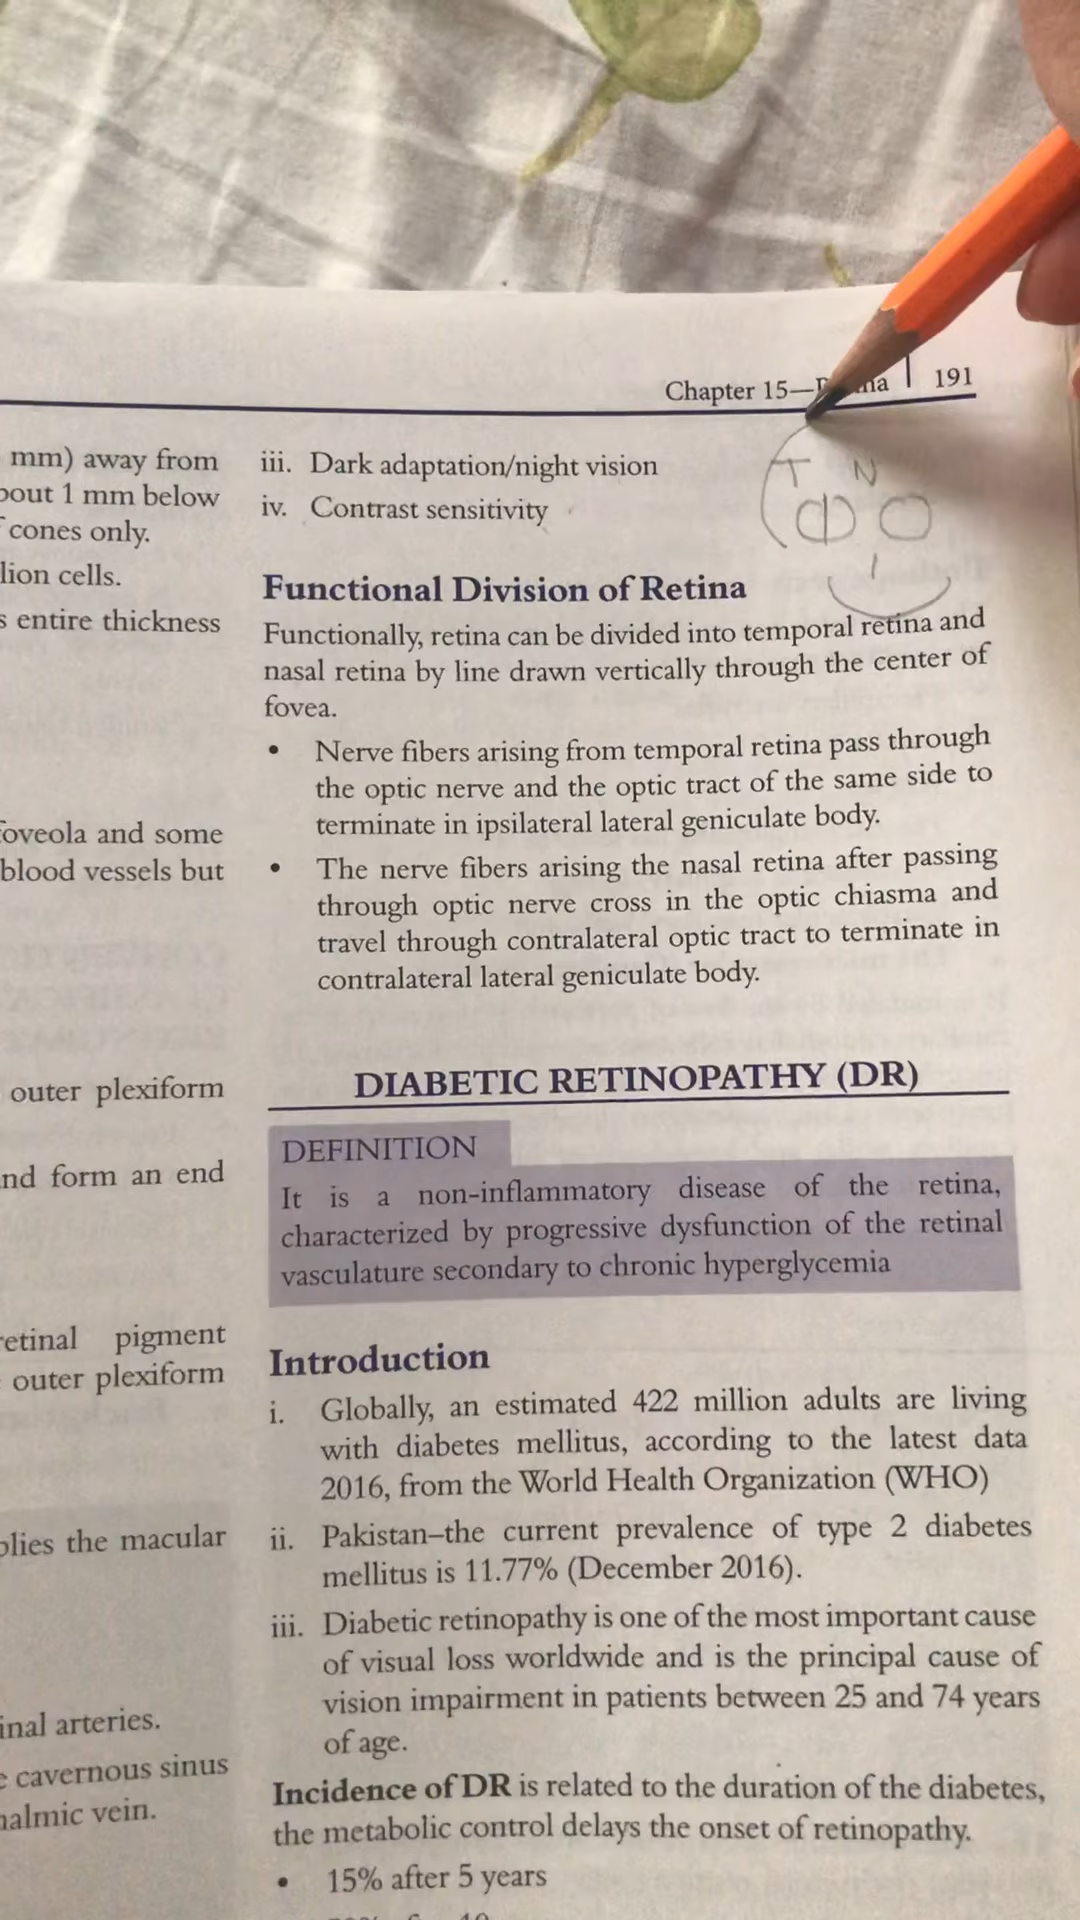 Chapter 15— 191
mm) away from
about 1 mm below
cones only.
lion cells.
entire thickness
foveola and some
blood vessels but
outer plexiform
nd form an end
retinal pigment
outer plexiform
plies the macular
inal arteries.
cavernous sinus
halmic vein.
iii. Dark adaptation/night vision
iv. Contrast sensitivity
T N
Functional Division of Retina
Functionally, retina can be divided into temporal retina and
nasal retina by line drawn vertically through the center of
fovea.
• Nerve fibers arising from temporal retina pass through
the optic nerve and the optic tract of the same side to
terminate in ipsilateral lateral geniculate body.
• The nerve fibers arising the nasal retina after passing
through optic nerve cross in the optic chiasma and
travel through contralateral optic tract to terminate in
contralateral lateral geniculate body.
DIABETIC RETINOPATHY (DR)
DEFINITION
It is a non-inflammatory disease of the retina,
characterized by progressive dysfunction of the retinal
vasculature secondary to chronic hyperglycemia
Introduction
i. Globally, an estimated 422 million adults are living
with diabetes mellitus, according to the latest data
2016, from the World Health Organization (WHO)
ii. Pakistan–the current prevalence of type 2 diabetes
mellitus is 11.77% (December 2016).
iii. Diabetic retinopathy is one of the most important cause
of visual loss worldwide and is the principal cause of
vision impairment in patients between 25 and 74 years
of age.
Incidence of DR is related to the duration of the diabetes,
the metabolic control delays the onset of retinopathy.
• 15% after 5 years